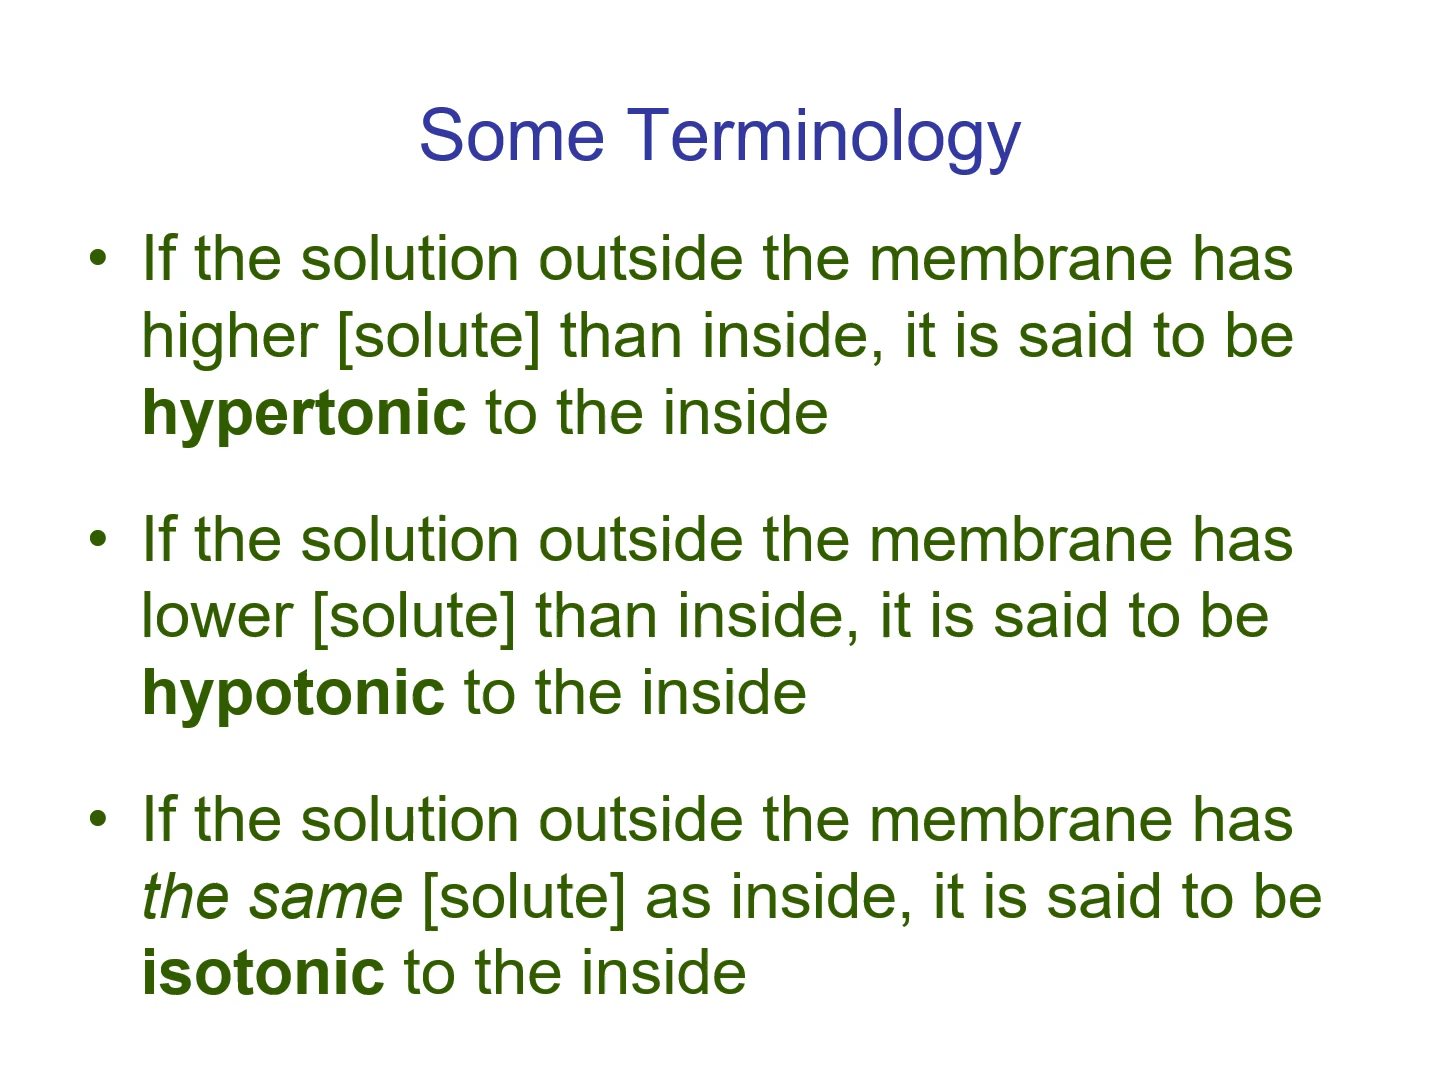 Some Terminology
• If the solution outside the membrane has
higher [solute] than inside, it is said to be
hypertonic to the inside
• If the solution outside the membrane has
lower [solute] than inside, it is said to be
hypotonic to the inside
• If the solution outside the membrane has
the same [solute] as inside, it is said to be
isotonic to the inside